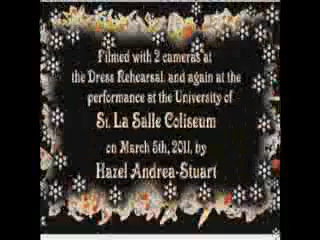 Filmed with 2 cameras at
the Dress Rehearsal, and again at the
performance at the University of
St. La Salle Coliseum
on March 5th, 2011, by
Hazel Andrea-Stuart